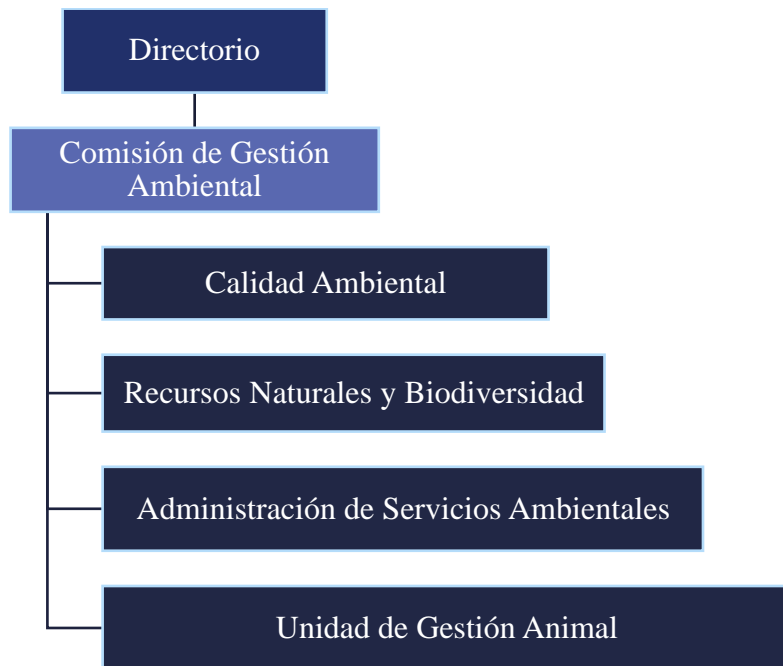 Directorio
Comisión de Gestión
Ambiental
Calidad Ambiental
Recursos Naturales y Biodiversidad
Administración de Servicios Ambientales
Unidad de Gestión Animal